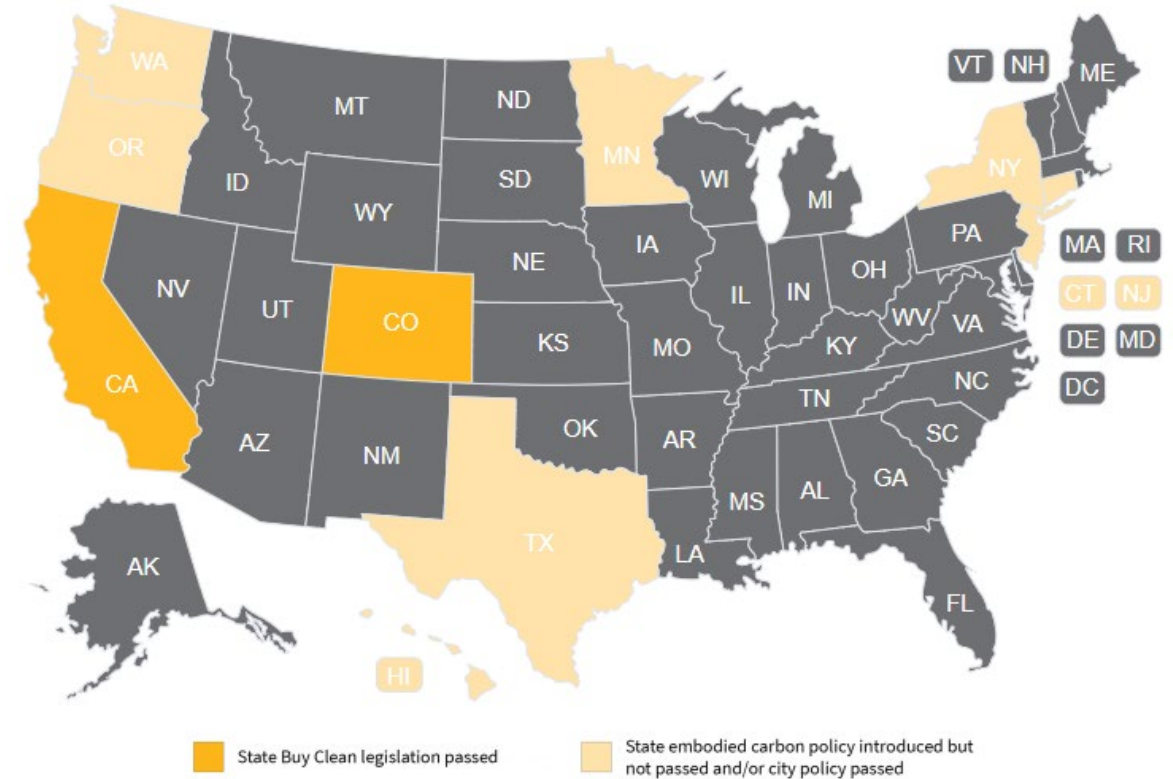 WA
VT NH
ME
MT
ND
OR
MN
ID
SD
WI
NY
WY
MI
MA RI
IA
PA
NE
CT NJ
NV
OH
UT
IL
IN
CO
WV
VA
DE MD
KS
MO
KY
CA
NC
DC
TN
AZ
OK
AR
SC
NM
MS
AL
GA
TX
LA
AK
FL
HI
State Buy Clean legislation passed
State embodied carbon policy introduced but
not passed and/or city policy passed